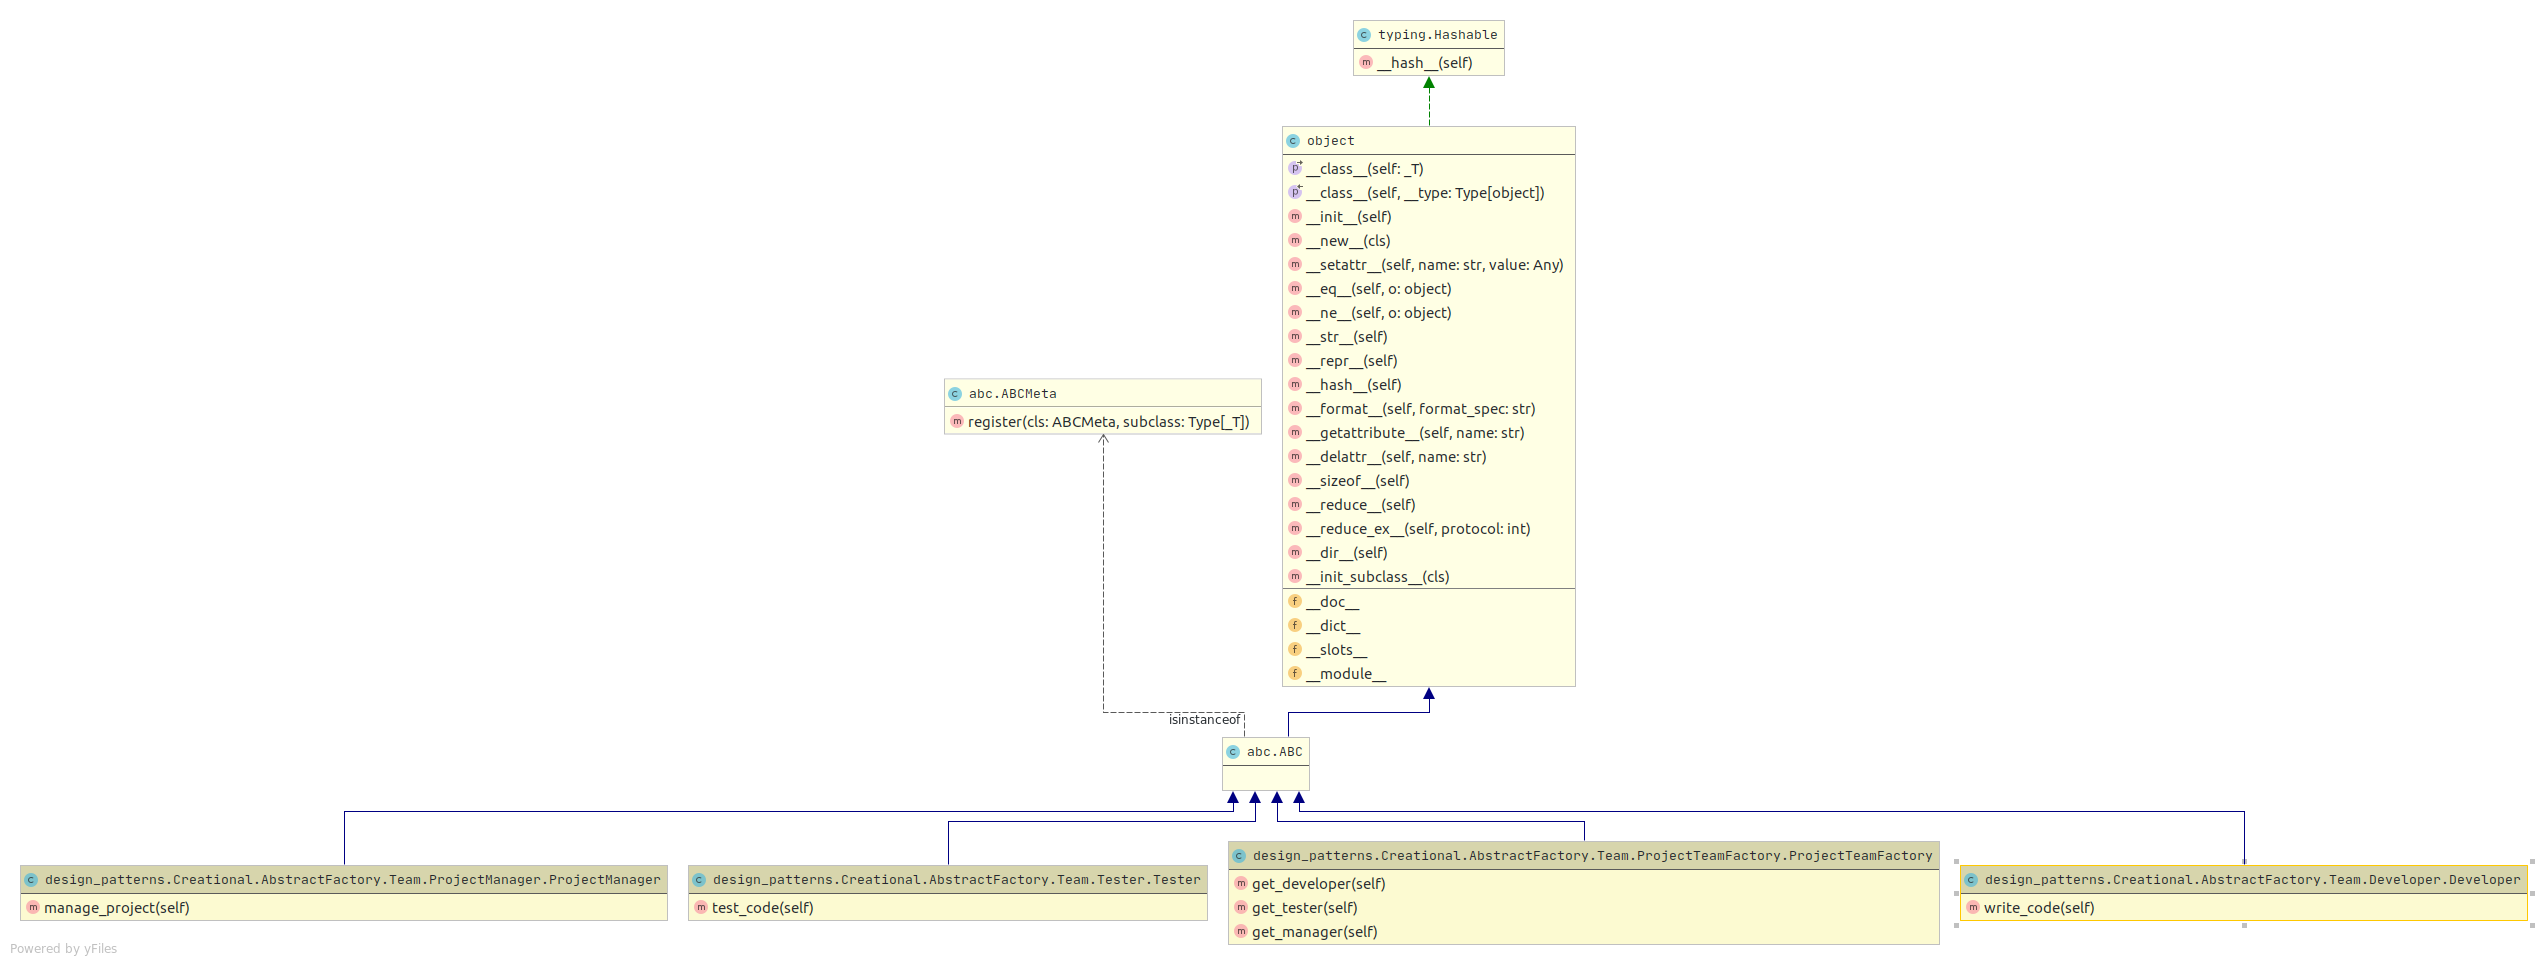 typing.Hashable
__hash__(self)
object
__class__(self: _T)
__class__(self, __type: Type[object])
__init__(self)
__new__(cls)
__setattr__(self, name: str, value: Any)
__eq__(self, o: object)
__ne__(self, o: object)
__str__(self)
__repr__(self)
__hash__(self)
__format__(self, format_spec: str)
__getattribute__(self, name: str)
__delattr__(self, name: str)
__sizeof__(self)
__reduce__(self)
__reduce_ex__(self, protocol: int)
__dir__(self)
__init_subclass__(cls)
__doc__
__dict__
__slots__
__module__
abc.ABCMeta
register(cls: ABCMeta, subclass: Type[_T])
isinstanceof
abc.ABC
design_patterns.Creational.AbstractFactory.Team.ProjectManager.ProjectManager
manage_project(self)
design_patterns.Creational.AbstractFactory.Team.Tester.Tester
test_code(self)
design_patterns.Creational.AbstractFactory.Team.ProjectTeamFactory.ProjectTeamFactory
get_developer(self)
get_tester(self)
get_manager(self)
design_patterns.Creational.AbstractFactory.Team.Developer.Developer
write_code(self)
Powered by yFiles